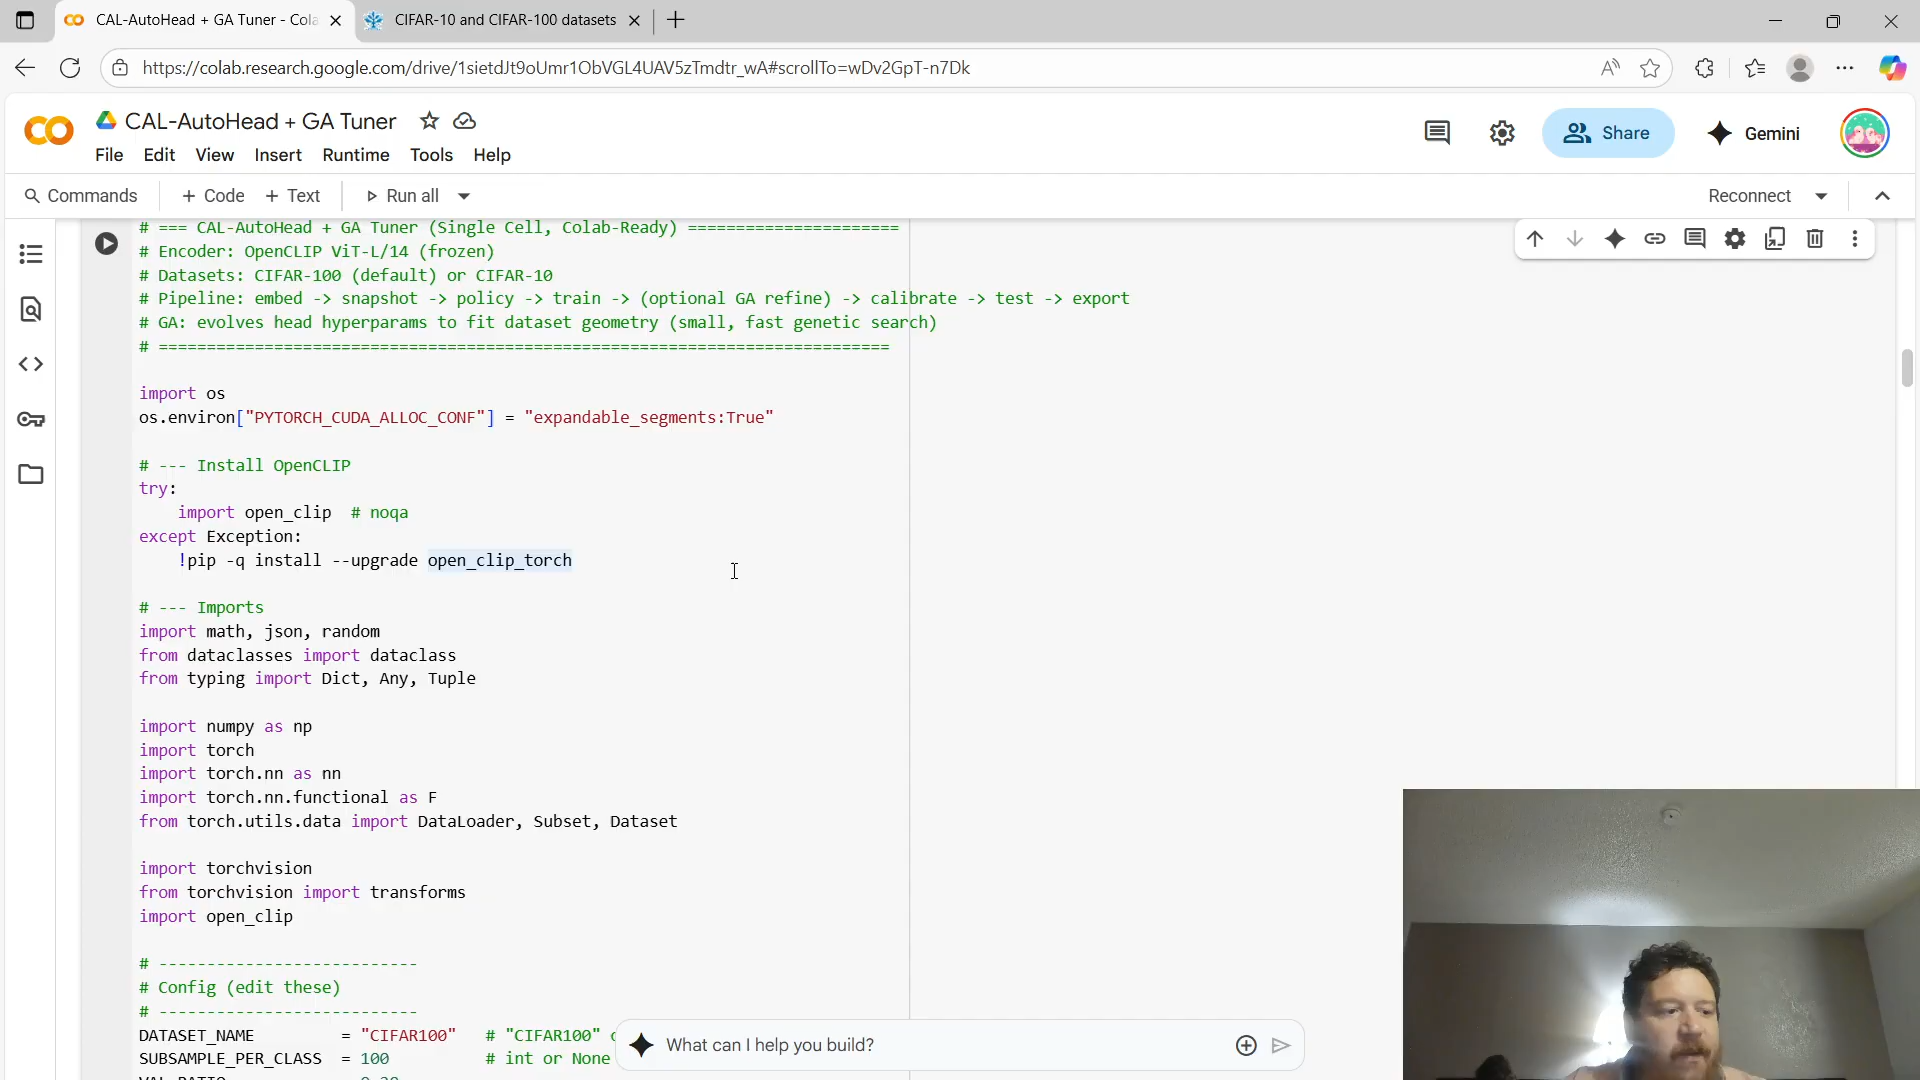 CAL-AutoHead + GA Tuner - Cola
CIFAR-10 and CIFAR-100 datasets
https://colab.research.google.com/drive/1sietdJt9oUmr1ObVGL4UAV5zTmdtr_wA#scrollTo=wDv2GpT-n7Dk
CAL-AutoHead + GA Tuner
Share
Gemini
File Edit View Insert Runtime Tools Help
Commands + Code + Text Run all
Reconnect
# === CAL-AutoHead + GA Tuner (Single Cell, Colab-Ready) ======================
# Encoder: OpenCLIP ViT-L/14 (frozen)
# Datasets: CIFAR-100 (default) or CIFAR-10
# Pipeline: embed -> snapshot -> policy -> train -> (optional GA refine) -> calibrate -> test -> export
# GA: evolves head hyperparams to fit dataset geometry (small, fast genetic search)
# ============================================================================
import os
os.environ["PYTORCH_CUDA_ALLOC_CONF"] = "expandable_segments:True"
# --- Install OpenCLIP
try:
    import open_clip  # noqa
except Exception:
    !pip -q install --upgrade open_clip_torch
# --- Imports
import math, json, random
from dataclasses import dataclass
from typing import Dict, Any, Tuple
import numpy as np
import torch
import torch.nn as nn
import torch.nn.functional as F
from torch.utils.data import DataLoader, Subset, Dataset
import torchvision
from torchvision import transforms
import open_clip
# ---------------------------
# Config (edit these)
# ---------------------------
DATASET_NAME         = "CIFAR100"   # "CIFAR100"
SUBSAMPLE_PER_CLASS  = 100          # int or None
What can I help you build?